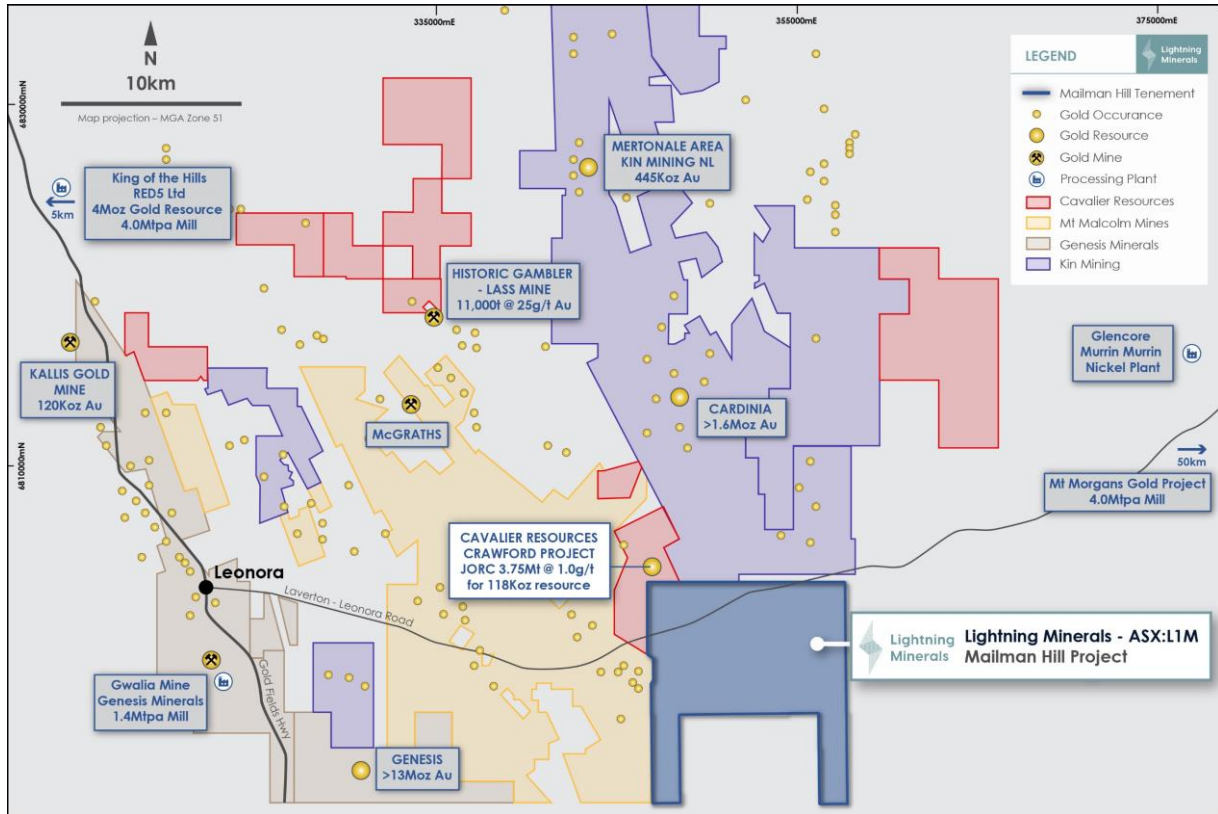 335000mE
355000mE
375000mE
N
10km
Map projection – MGA Zone 51
6830000mN
6810000mN
LEGEND
Lightning
Minerals
Mailman Hill Tenement
Gold Occurance
Gold Resource
Gold Mine
Processing Plant
Cavalier Resources
Mt Malcolm Mines
Genesis Minerals
Kin Mining
MERTONALE AREA
KIN MINING NL
445Koz Au
King of the Hills
RED5 Ltd
4Moz Gold Resource
4.0Mtpa Mill
5km
HISTORIC GAMBLER
- LASS MINE
11,000t @ 25g/t Au
KALLIS GOLD
MINE
120Koz Au
Glencore
Murrin Murrin
Nickel Plant
McGRATHS
CARDINIA
>1.6Moz Au
50km
Mt Morgans Gold Project
4.0Mtpa Mill
CAVALIER RESOURCES
CRAWFORD PROJECT
JORC 3.75Mt @ 1.0g/t
for 118Koz resource
Leonora
Laverton - Leonora Road
Lightning
Minerals
Lightning Minerals - ASX:L1M
Mailman Hill Project
Gwalia Mine
Genesis Minerals
1.4Mtpa Mill
Gold Fields Hwy
GENESIS
>13Moz Au